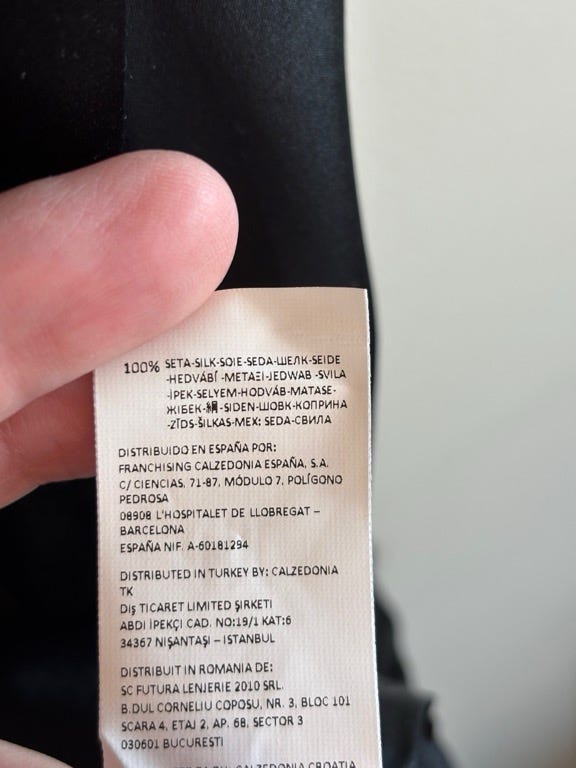 100% SETA-SILK-SOIE-SEDA-ШЕЛК-SEIDE
-HEDVÁBÍ -ΜΕΤΑΞΙ-JEDWAB -SVILA
-İPEK-SELYEM-HODVÁB-MATASE-
ЖІБЕК-絹-SIDEN-ШОВК-КОПРИНА
-ZĪDS-ŠILKAS-MEX: SEDA-СВИЛА
DISTRIBUIDO EN ESPAÑA POR:
FRANCHISING CALZEDONIA ESPAÑA, S.A.
C/ CIENCIAS, 71-87, MÓDULO 7, POLÍGONO
PEDROSA
08908 L'HOSPITALET DE LLOBREGAT –
BARCELONA
ESPAÑA NIF. A-60181294
DISTRIBUTED IN TURKEY BY: CALZEDONIA
TK
DIŞ TICARET LIMITED ŞIRKETI
ABDI İPEKÇI CAD. NO:19/1 KAT:6
34367 NIŞANTAŞI – ISTANBUL
DISTRIBUIT IN ROMANIA DE:
SC FUTURA LENJERIE 2010 SRL.
B.DUL CORNELIU COPOSU, NR. 3, BLOC 101
SCARA 4, ETAJ 2, AP. 68, SECTOR 3
030601 BUCURESTI
CALZEDONIA CROATIA